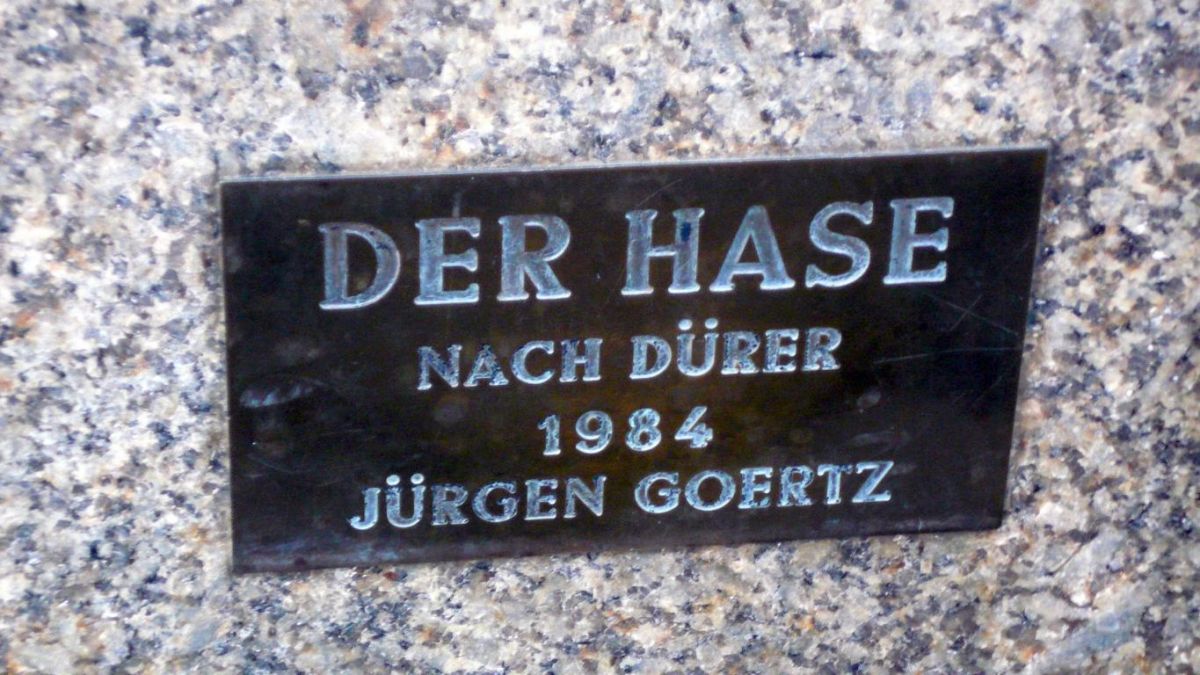 DER HASE
NACH DÜRER
1984
JÜRGEN GOERTZ